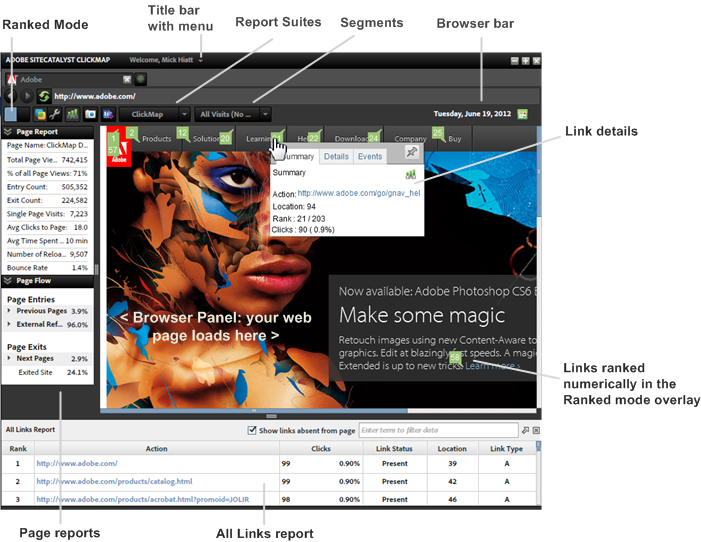 Ranked Mode
Title bar
with menu
Report Suites
Segments
Browser bar
ADOBE SITECATALYST CLICKMAP
Welcome, Mick Hiatt
Adobe
http://www.adobe.com/
ClickMap
All Visits (No ...
Tuesday, June 19, 2012
Page Report
Page Name:ClickMap D...
Total Page Vie... 742,415
% of all Page Views: 71%
Entry Count: 505,352
Exit Count: 224,582
Single Page Visits: 7,223
Avg Clicks to Page: 18.0
Avg Time Spent ... 10 min
Number of Reloa... 9,507
Bounce Rate 1.4%
Page Flow
Page Entries
Previous Pages 3.9%
External Ref... 96.0%
Page Exits
Next Pages 2.9%
Exited Site 24.1%
57
Adobe
2 Products 12 Solution 20 Learnin 21 He 22 Download 24 Company 25 Buy
Summary Details Events
Summary
Action: http://www.adobe.com/go/gnav_hel
Location: 94
Rank : 21 / 203
Clicks : 90 ( 0.9%)
Link details
Now available: Adobe Photoshop CS6 E
Make some magic
Retouch images using new Content-Aware to
graphics. Edit at blazingly fast speeds. A magic
Extended is up to new tricks. Learn more ›
58
< Browser Panel: your web
page loads here >
Links ranked
numerically in the
Ranked mode overlay
All Links Report
Show links absent from page
Enter term to filter data
Rank Action Clicks Link Status Location Link Type
1 http://www.adobe.com/ 99 0.90% Present 39 A
2 http://www.adobe.com/products/catalog.html 99 0.90% Present 42 A
3 http://www.adobe.com/products/acrobat.html?promoid=JOLIR 98 0.90% Present 46 A
Page reports
All Links report